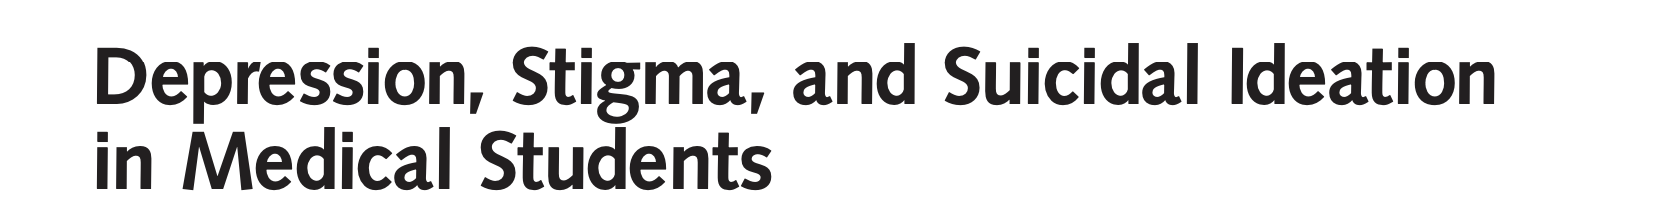 Depression, Stigma, and Suicidal Ideation
in Medical Students